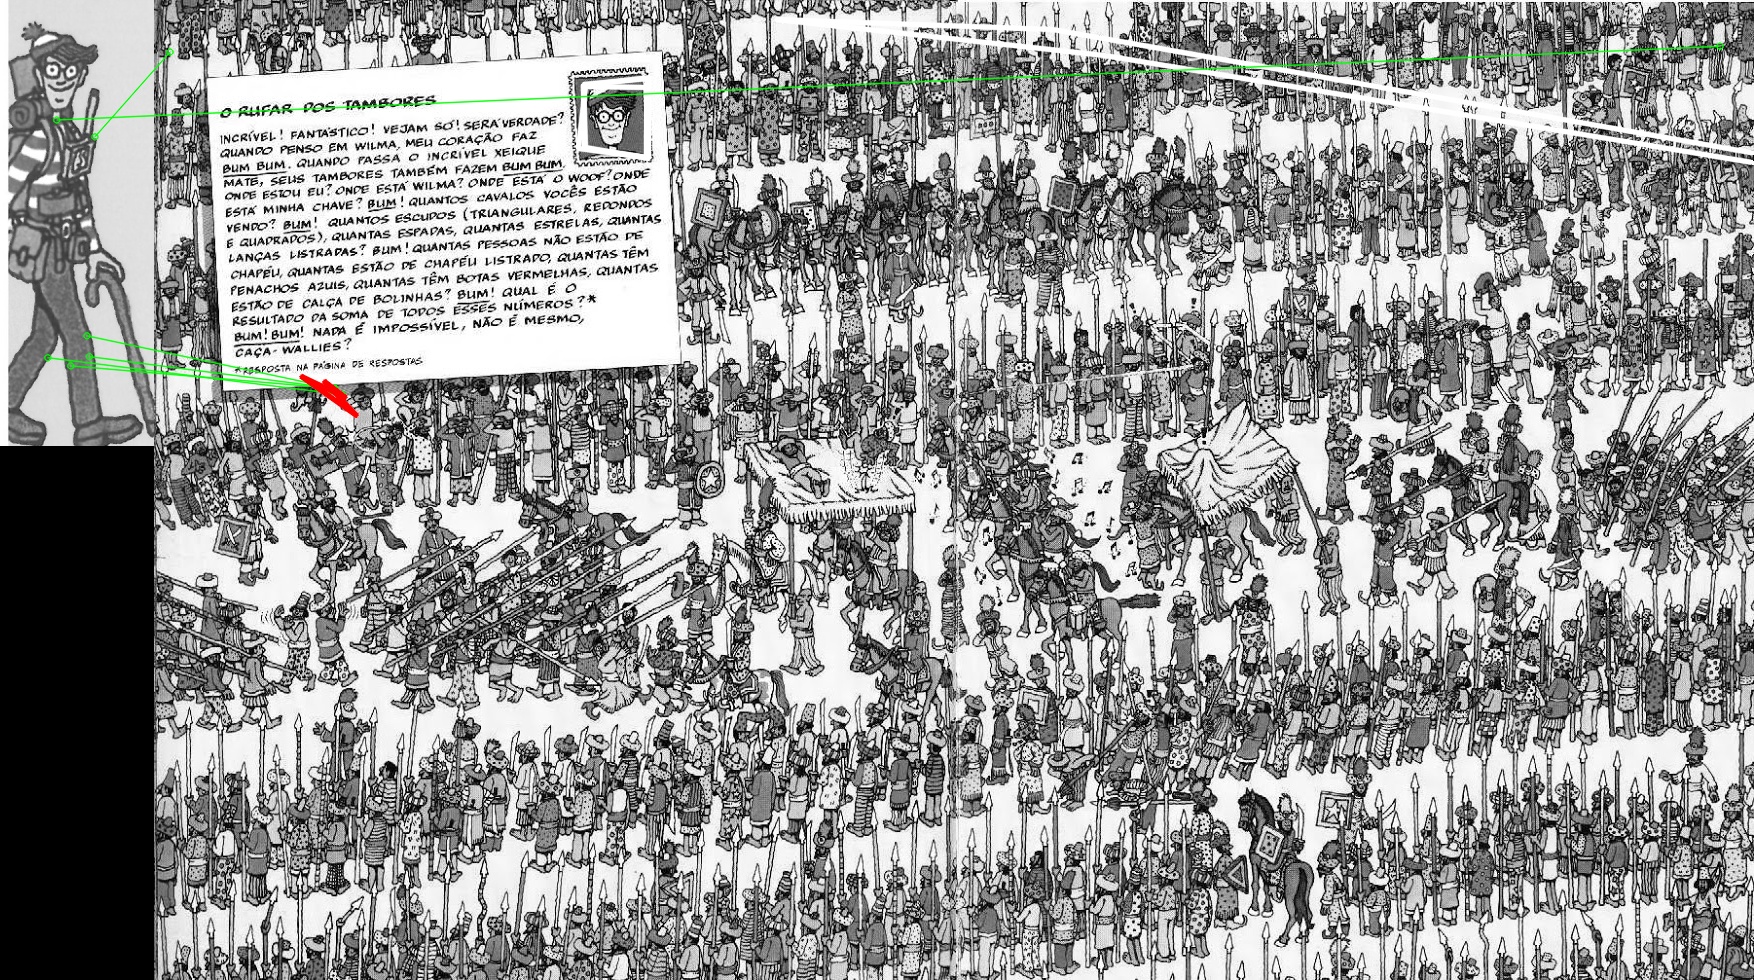 O RUFAR DOS TAMBORES
INCRÍVEL! FANTÁSTICO! VEJAM SÓ! SERÁ VERDADE?
QUANDO PENSO EM WILMA, MEU CORAÇÃO FAZ
BUM BUM. QUANDO PASSA O INCRÍVEL XEIQUE
MATE, SEUS TAMBORES TAMBÉM FAZEM BUM BUM.
ONDE ESTOU EU? ONDE ESTÁ WILMA? ONDE ESTÁ O WOOF? ONDE
ESTÁ MINHA CHAVE? BUM! QUANTOS CAVALOS VOCÊS ESTÃO
VENDO? BUM! QUANTOS ESCUDOS (TRIANGULARES, REDONDOS
E QUADRADOS), QUANTAS ESPADAS, QUANTAS ESTRELAS, QUANTAS
LANÇAS LISTRADAS? BUM! QUANTAS PESSOAS NÃO ESTÃO DE
CHAPÉU, QUANTAS ESTÃO DE CHAPÉU LISTRADO, QUANTAS TÊM
PENACHOS AZUIS, QUANTAS TÊM BOTAS VERMELHAS, QUANTAS
ESTÃO DE CALÇA DE BOLINHAS? BUM! QUAL É O
RESULTADO DA SOMA DE TODOS ESSES NÚMEROS?*
BUM! BUM! NADA É IMPOSSÍVEL, NÃO É MESMO,
CAÇA-WALLIES?
*RESPOSTA NA PÁGINA DE RESPOSTAS